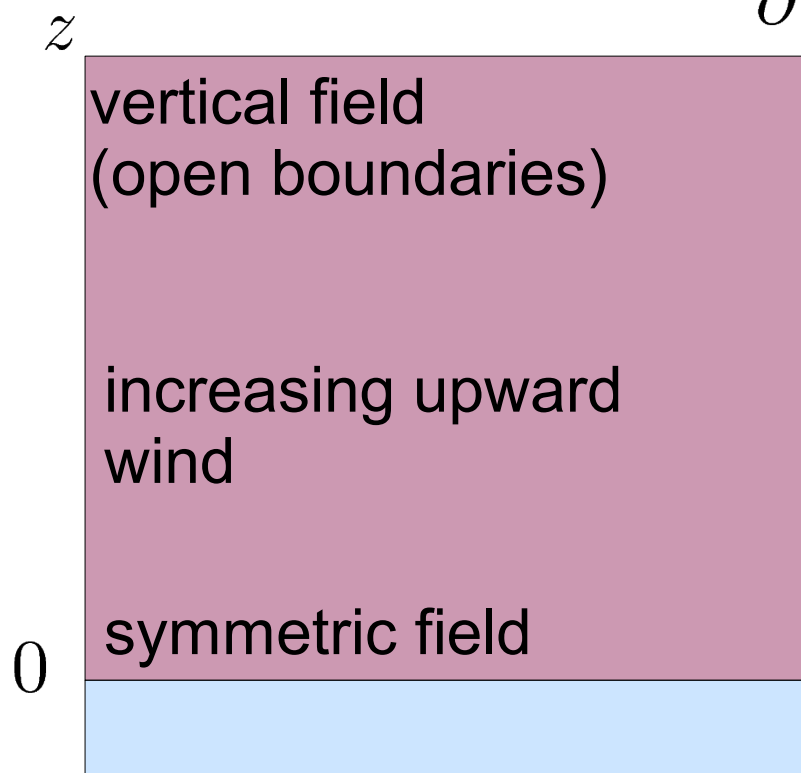 z
vertical field
(open boundaries)
increasing upward
wind
symmetric field
0